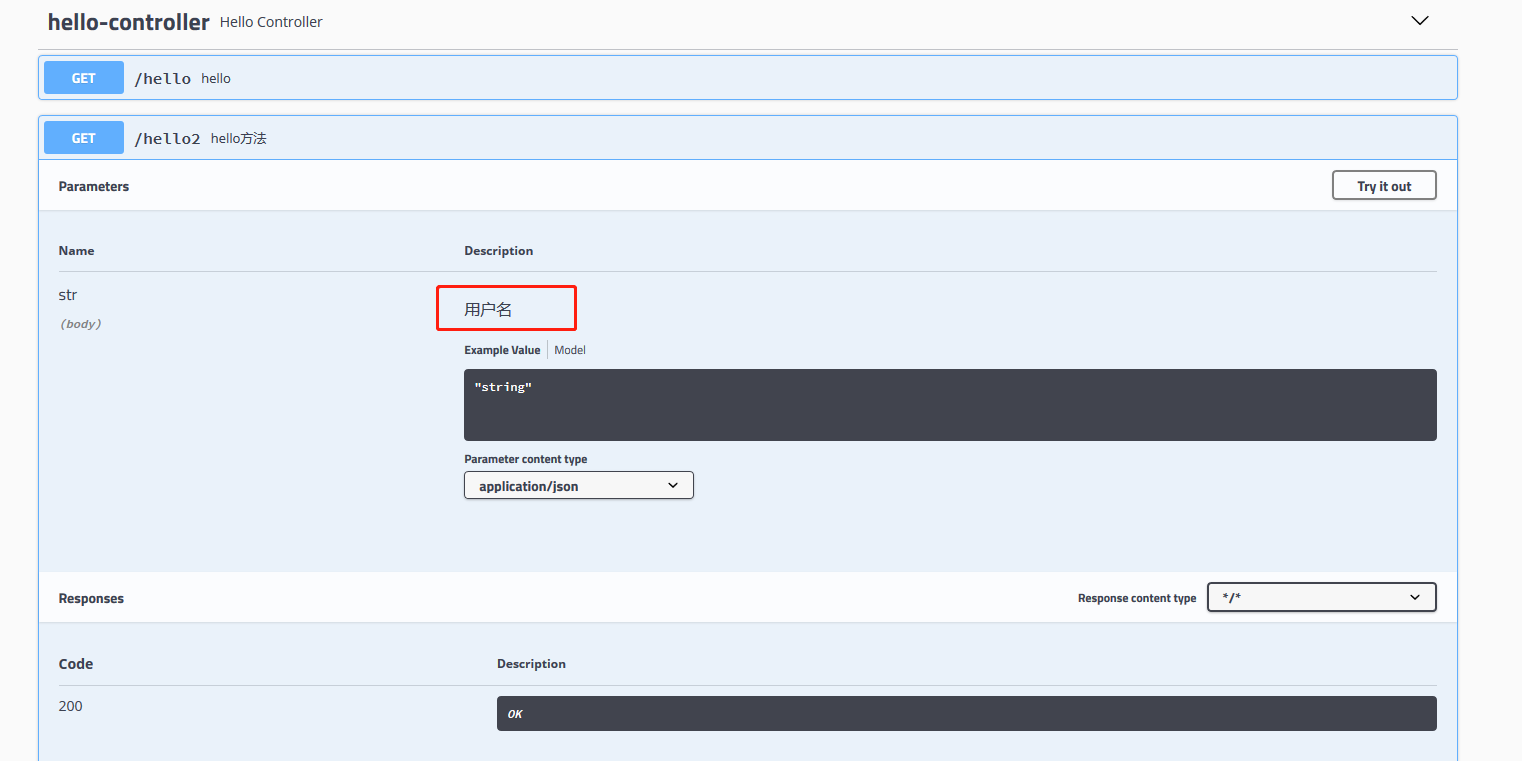 hello-controller Hello Controller
GET /hello hello
GET /hello2 hello方法
Parameters Try it out
Name Description
str 用户名
(body)
Example Value Model
"string"
Parameter content type
application/json
Responses Response content type */*
Code Description
200 OK